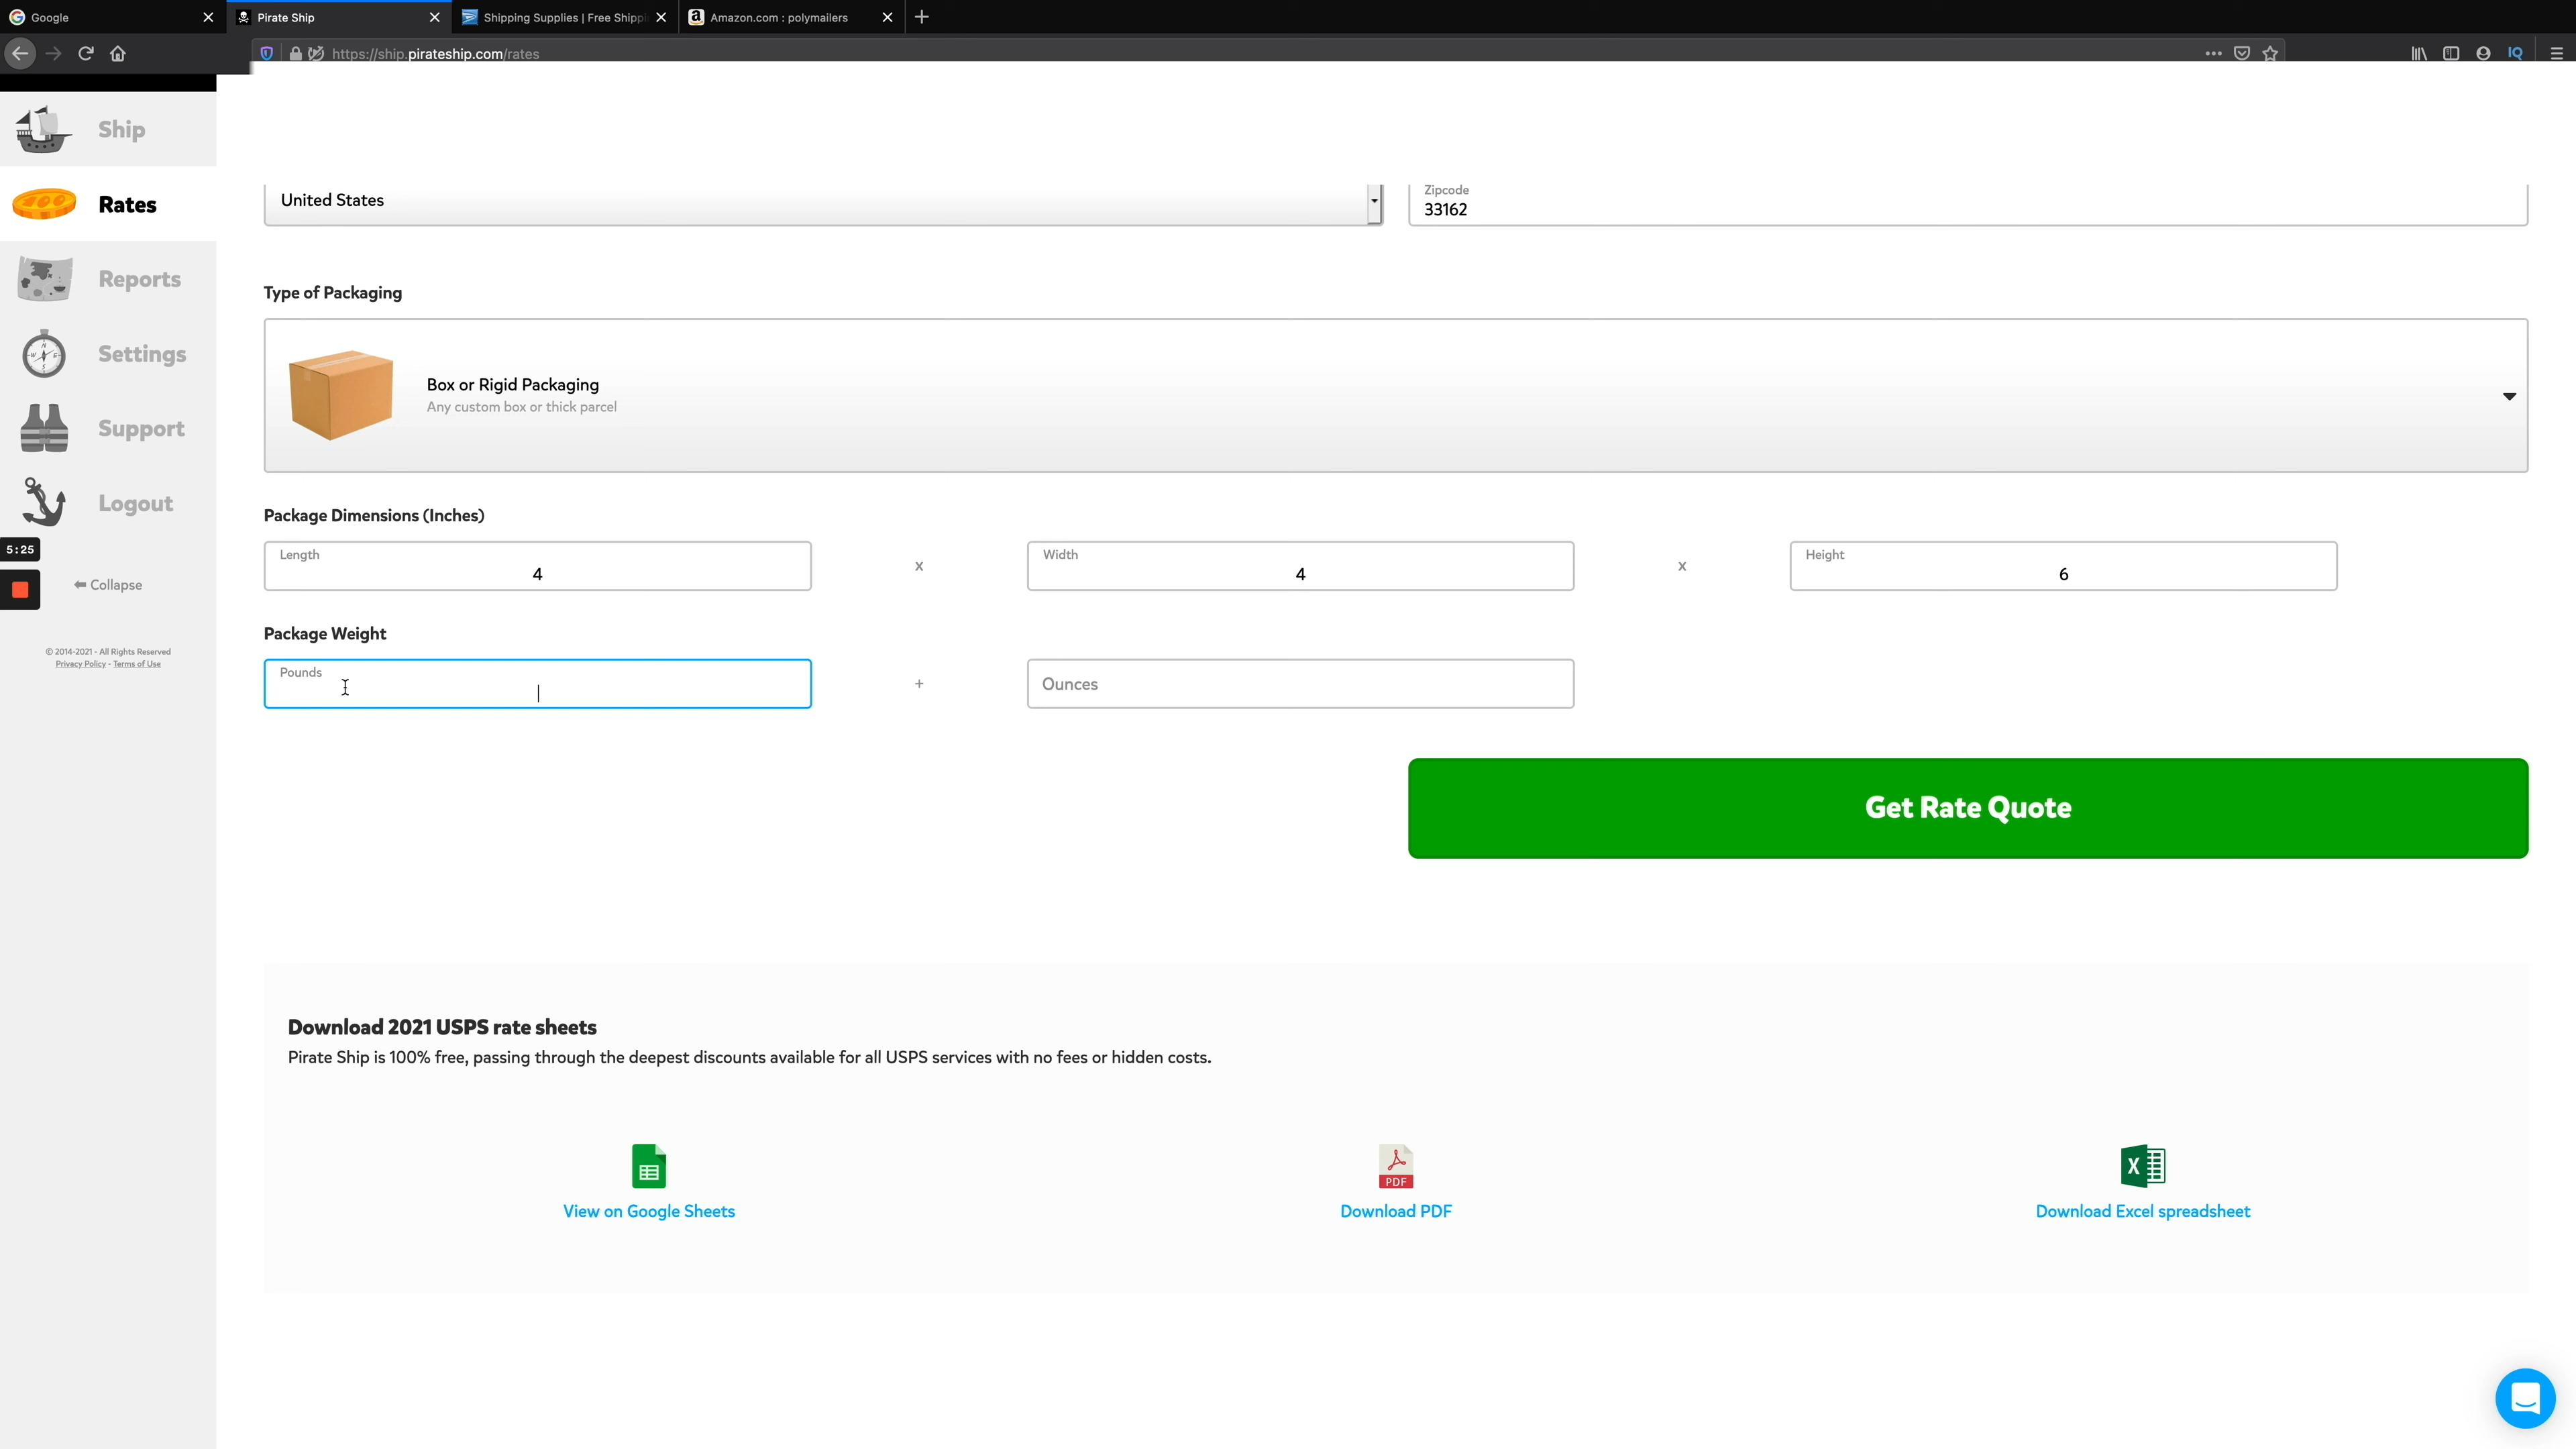 Google
Pirate Ship
Shipping Supplies | Free Shippi
Amazon.com : polymailers
https://ship.pirateship.com/rates
IQ
Ship
Rates
Reports
Settings
Support
Logout
5:25
⬅ Collapse
© 2014-2021 - All Rights Reserved
Privacy Policy - Terms of Use
United States
Zipcode
33162
Type of Packaging
Box or Rigid Packaging
Any custom box or thick parcel
Package Dimensions (Inches)
Length
4
x
Width
4
x
Height
6
Package Weight
Pounds
+
Ounces
Get Rate Quote
Download 2021 USPS rate sheets
Pirate Ship is 100% free, passing through the deepest discounts available for all USPS services with no fees or hidden costs.
PDF
X
View on Google Sheets
Download PDF
Download Excel spreadsheet